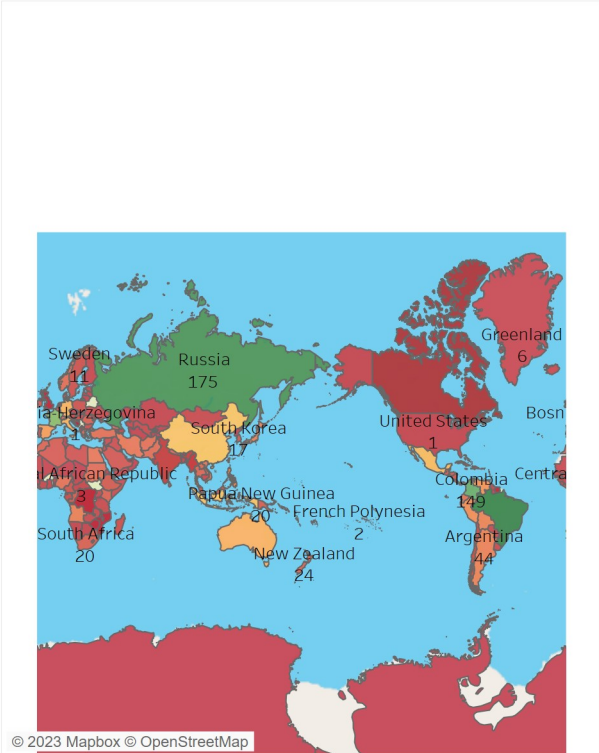 Greenland
6
Sweden
11
Russia
175
ia-Herzegovina
1
Bosn
United States
1
South Korea
17
l African Republic
3
Centra
Colombia
149
Papua New Guinea
20
French Polynesia
2
South Africa
20
Argentina
44
New Zealand
24
© 2023 Mapbox © OpenStreetMap